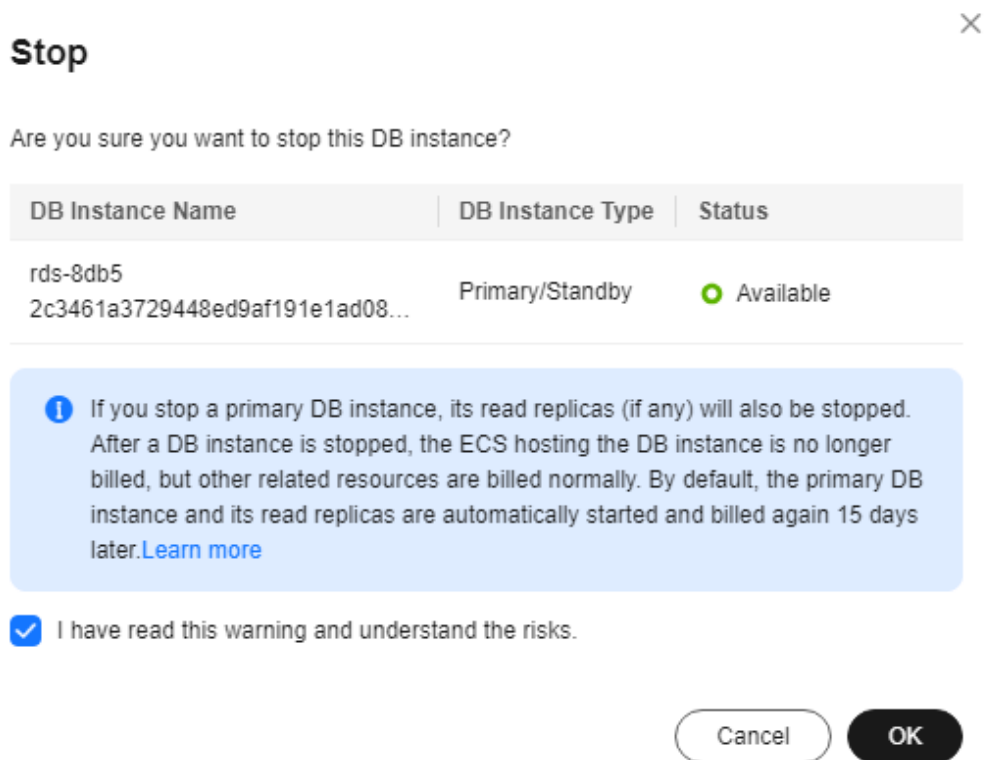 Stop
Are you sure you want to stop this DB instance?
DB Instance Name DB Instance Type Status
rds-8db5
2c3461a3729448ed9af191e1ad08...
Primary/Standby
Available
If you stop a primary DB instance, its read replicas (if any) will also be stopped.
After a DB instance is stopped, the ECS hosting the DB instance is no longer
billed, but other related resources are billed normally. By default, the primary DB
instance and its read replicas are automatically started and billed again 15 days
later.Learn more
I have read this warning and understand the risks.
Cancel OK